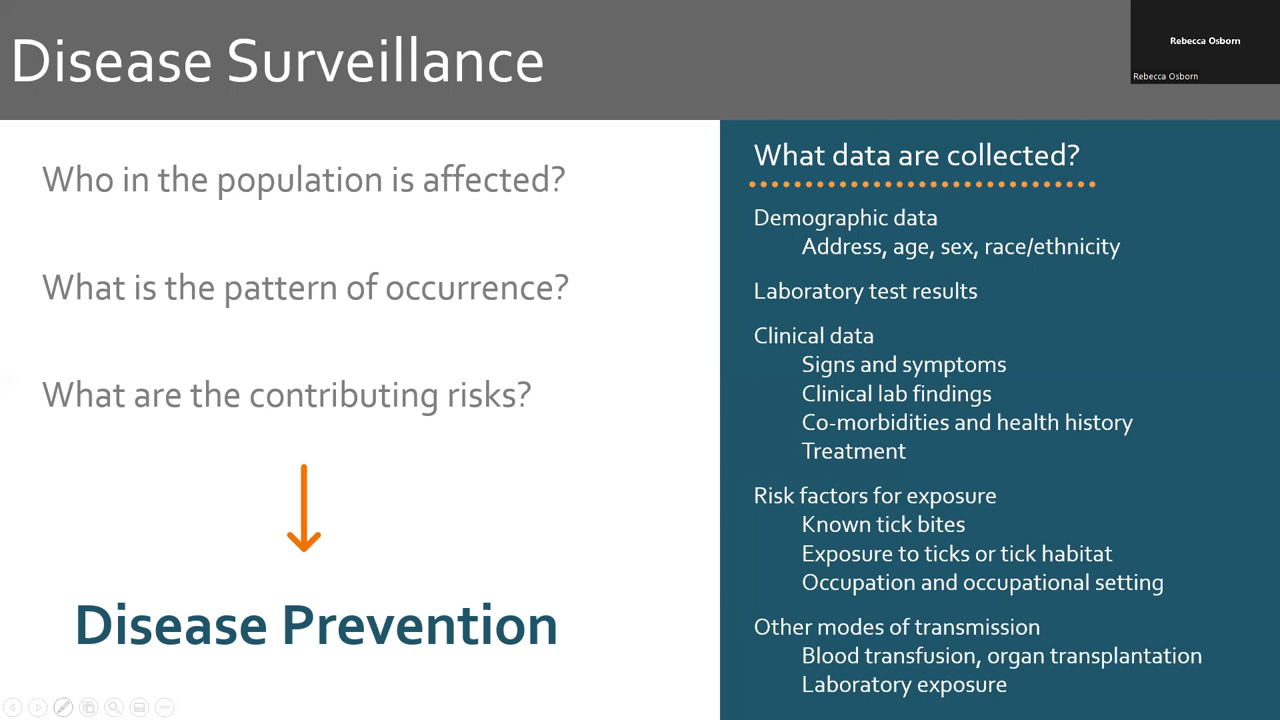 Disease Surveillance
Rebecca Osborn
Rebecca Osborn
Who in the population is affected?
What is the pattern of occurrence?
What are the contributing risks?
Disease Prevention
What data are collected?
Demographic data
Address, age, sex, race/ethnicity
Laboratory test results
Clinical data
Signs and symptoms
Clinical lab findings
Co-morbidities and health history
Treatment
Risk factors for exposure
Known tick bites
Exposure to ticks or tick habitat
Occupation and occupational setting
Other modes of transmission
Blood transfusion, organ transplantation
Laboratory exposure